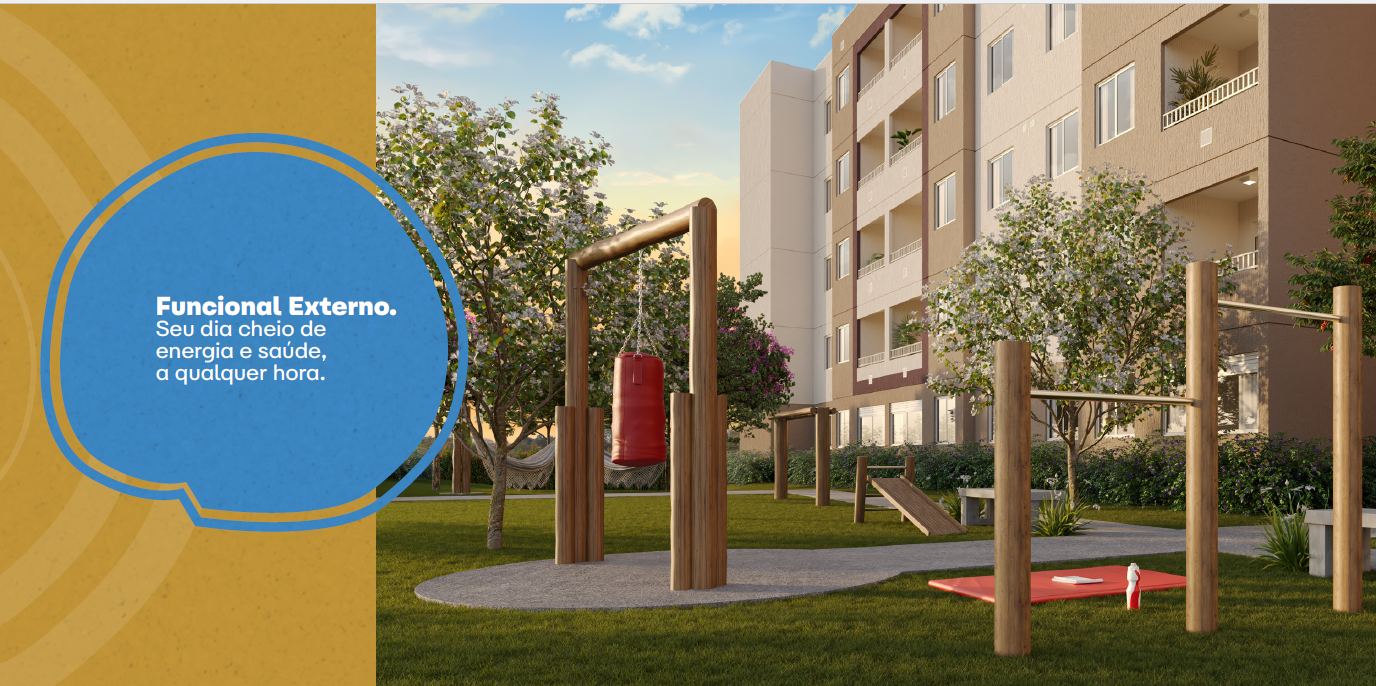 Funcional Externo.
Seu dia cheio de
energia e saúde,
a qualquer hora.